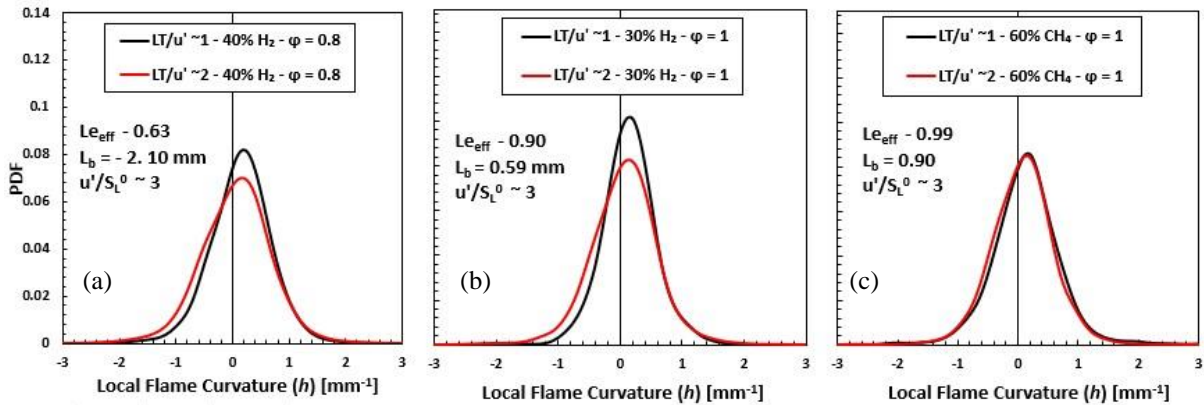 0.14
0.12
0.1
0.08
0.06
0.04
0.02
0
PDF
LT/u' ~1 - 40% H₂ - φ = 0.8
LT/u' ~2 - 40% H₂ - φ = 0.8
Leeff - 0.63
Lb = - 2. 10 mm
u'/SL⁰ ~ 3
(a)
-3 -2 -1 0 1 2 3
Local Flame Curvature (h) [mm⁻¹]
LT/u' ~1 - 30% H₂ - φ = 1
LT/u' ~2 - 30% H₂ - φ = 1
Leeff - 0.90
Lb = 0.59 mm
u'/SL⁰ ~ 3
(b)
-3 -2 -1 0 1 2 3
Local Flame Curvature (h) [mm⁻¹]
LT/u' ~1 - 60% CH₄ - φ = 1
LT/u' ~2 - 60% CH₄ - φ = 1
Leeff - 0.99
Lb = 0.90
u'/SL⁰ ~ 3
(c)
-3 -2 -1 0 1 2 3
Local Flame Curvature (h) [mm⁻¹]